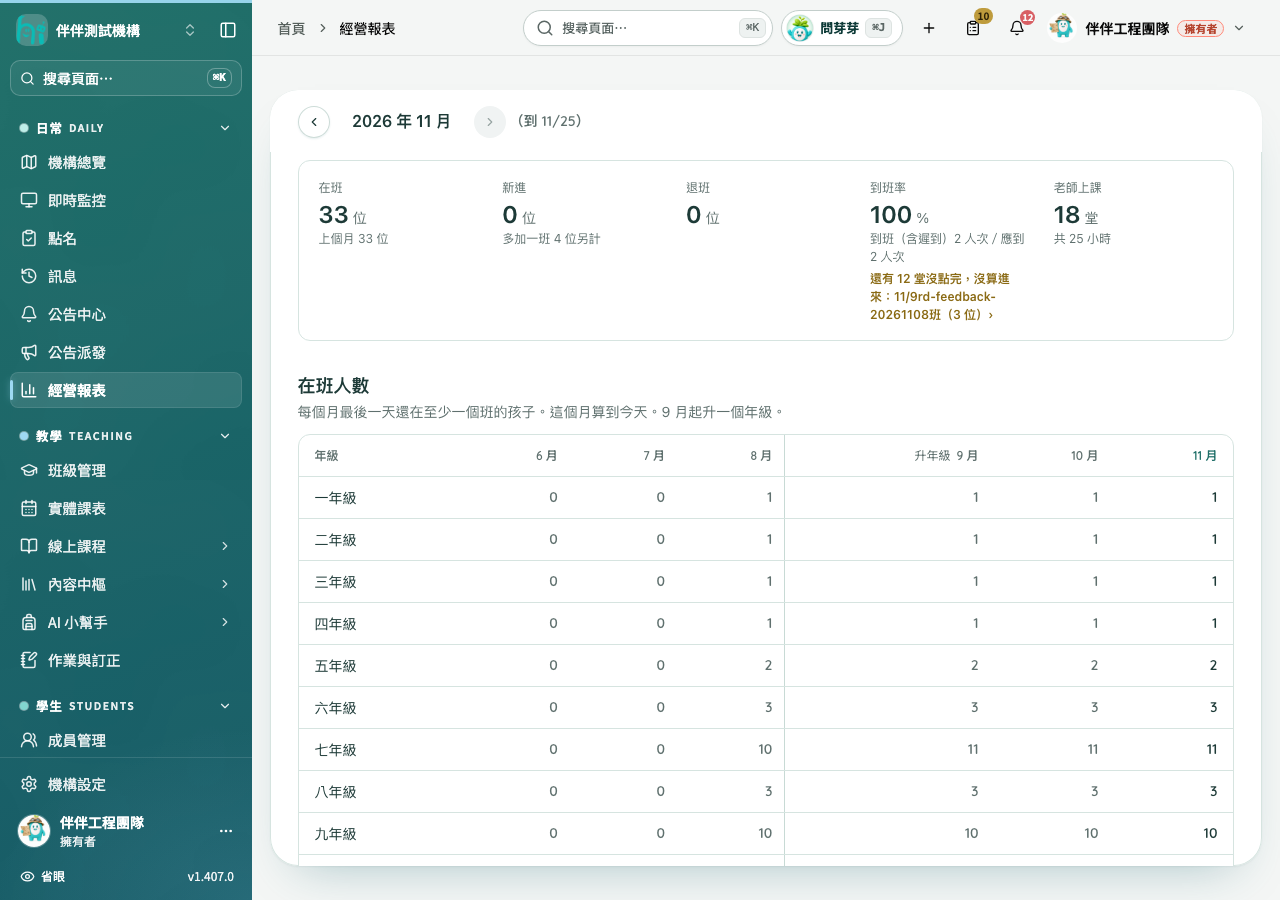 伴伴測試機構
搜尋頁面… ⌘K
日常 DAILY
機構總覽
即時監控
點名
訊息
公告中心
公告派發
經營報表
教學 TEACHING
班級管理
實體課表
線上課程
內容中樞
AI 小幫手
作業與訂正
學生 STUDENTS
成員管理
機構設定
伴伴工程團隊
擁有者
省眼 v1.407.0
首頁 經營報表
搜尋頁面… ⌘K
問芽芽 ⌘J
10
12
伴伴工程團隊 擁有者
2026 年 11 月 （到 11/25）
在班 新進 退班 到班率 老師上課
33 位 0 位 0 位 100 % 18 堂
上個月 33 位 多加一班 4 位另計 到班（含遲到）2 人次 / 應到 共 25 小時
2 人次
還有 12 堂沒點完，沒算進
來：11/9rd-feedback-
20261108班（3 位）›
在班人數
每個月最後一天還在至少一個班的孩子。這個月算到今天。9 月起升一個年級。
年級 6 月 7 月 8 月 升年級 9 月 10 月 11 月
一年級 0 0 1 1 1 1
二年級 0 0 1 1 1 1
三年級 0 0 1 1 1 1
四年級 0 0 1 1 1 1
五年級 0 0 2 2 2 2
六年級 0 0 3 3 3 3
七年級 0 0 10 11 11 11
八年級 0 0 3 3 3 3
九年級 0 0 10 10 10 10